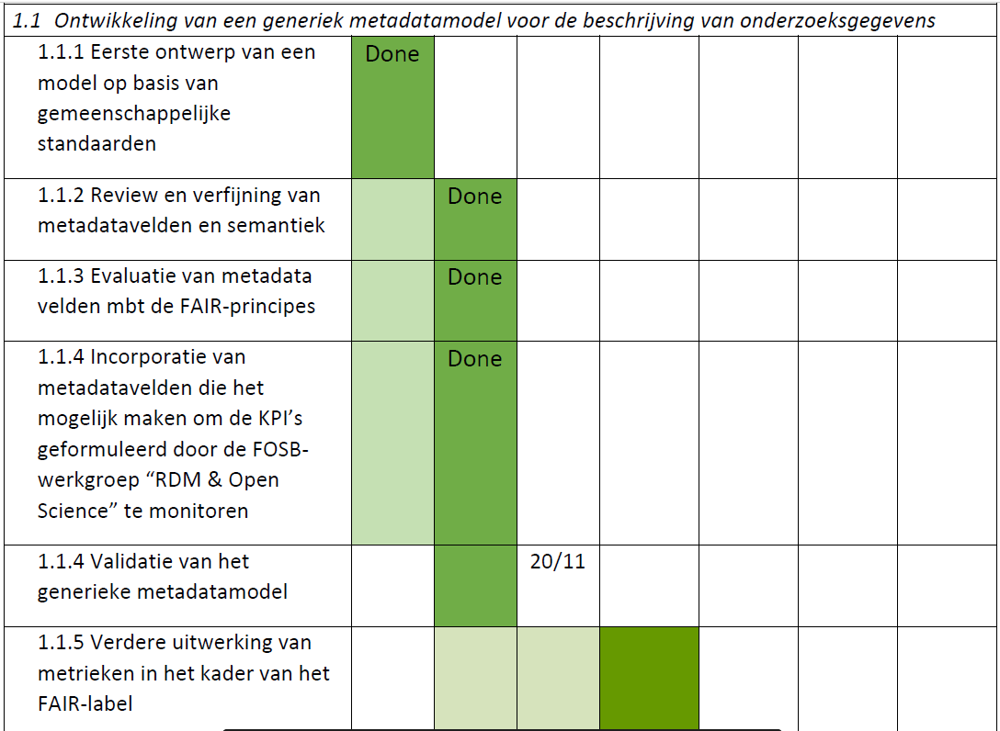 1.1 Ontwikkeling van een generiek metadatamodel voor de beschrijving van onderzoeksgegevens
1.1.1 Eerste ontwerp van een
model op basis van
gemeenschappelijke
standaarden
Done
1.1.2 Review en verfijning van
metadatavelden en semantiek
Done
1.1.3 Evaluatie van metadata
velden mbt de FAIR-principes
Done
1.1.4 Incorporatie van
metadatavelden die het
mogelijk maken om de KPI’s
geformuleerd door de FOSB-
werkgroep “RDM & Open
Science” te monitoren
Done
1.1.4 Validatie van het
generieke metadatamodel
20/11
1.1.5 Verdere uitwerking van
metrieken in het kader van het
FAIR-label